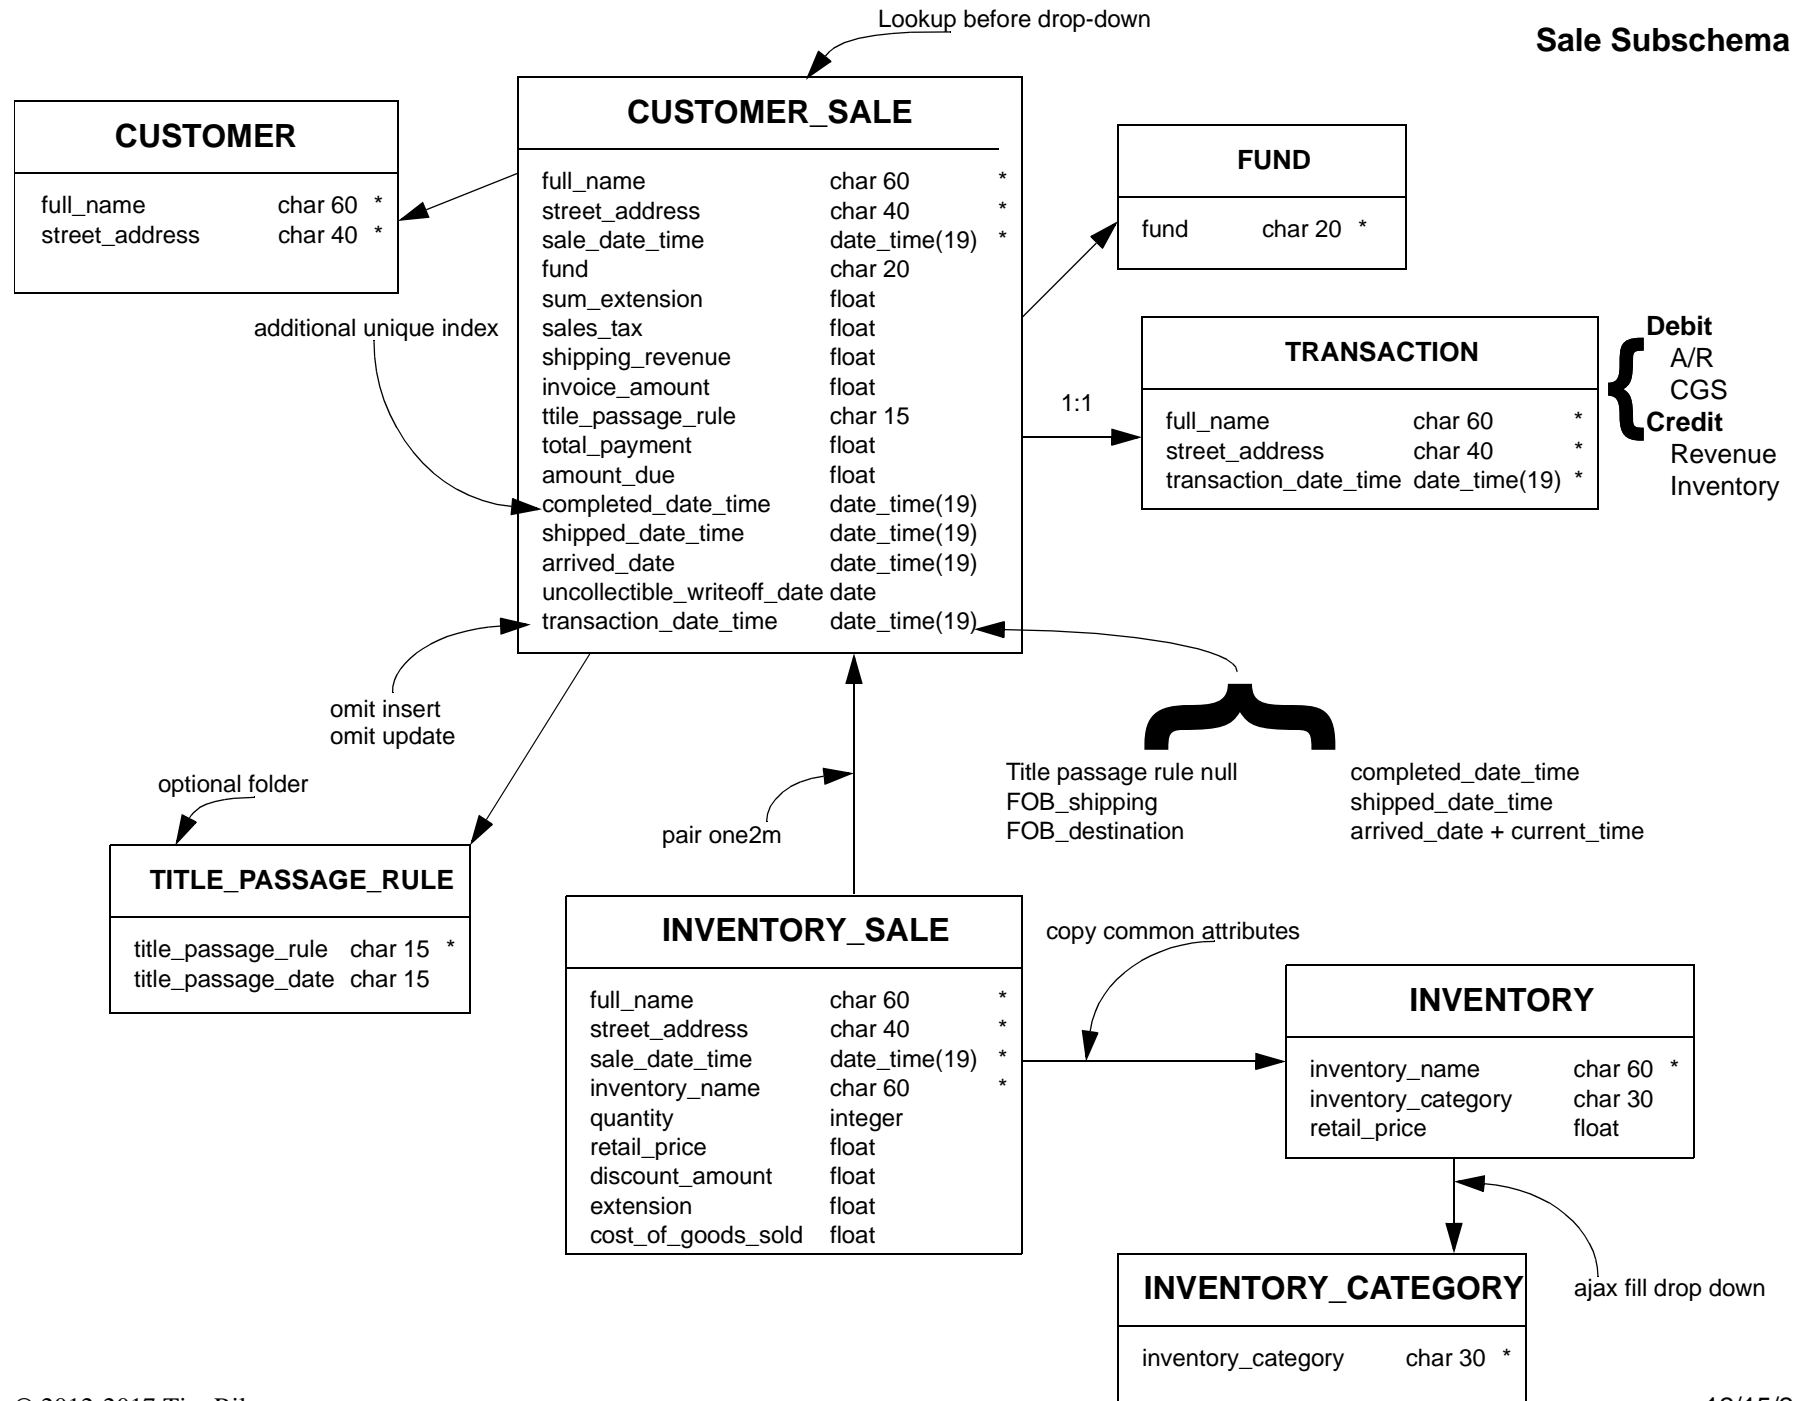 Lookup before drop-down
Sale Subschema
CUSTOMER_SALE
full_name char 60 *
street_address char 40 *
sale_date_time date_time(19) *
fund char 20
sum_extension float
sales_tax float
shipping_revenue float
invoice_amount float
ttile_passage_rule char 15
total_payment float
amount_due float
completed_date_time date_time(19)
shipped_date_time date_time(19)
arrived_date date_time(19)
uncollectible_writeoff_date date
transaction_date_time date_time(19)
CUSTOMER
full_name char 60 *
street_address char 40 *
additional unique index
FUND
fund char 20 *
1:1
TRANSACTION
full_name char 60 *
street_address char 40 *
transaction_date_time date_time(19) *
Debit
A/R
CGS
Credit
Revenue
Inventory
omit insert
omit update
optional folder
pair one2m
Title passage rule null completed_date_time
FOB_shipping shipped_date_time
FOB_destination arrived_date + current_time
TITLE_PASSAGE_RULE
title_passage_rule char 15 *
title_passage_date char 15
INVENTORY_SALE
full_name char 60 *
street_address char 40 *
sale_date_time date_time(19) *
inventory_name char 60 *
quantity integer
retail_price float
discount_amount float
extension float
cost_of_goods_sold float
copy common attributes
INVENTORY
inventory_name char 60 *
inventory_category char 30
retail_price float
ajax fill drop down
INVENTORY_CATEGORY
inventory_category char 30 *